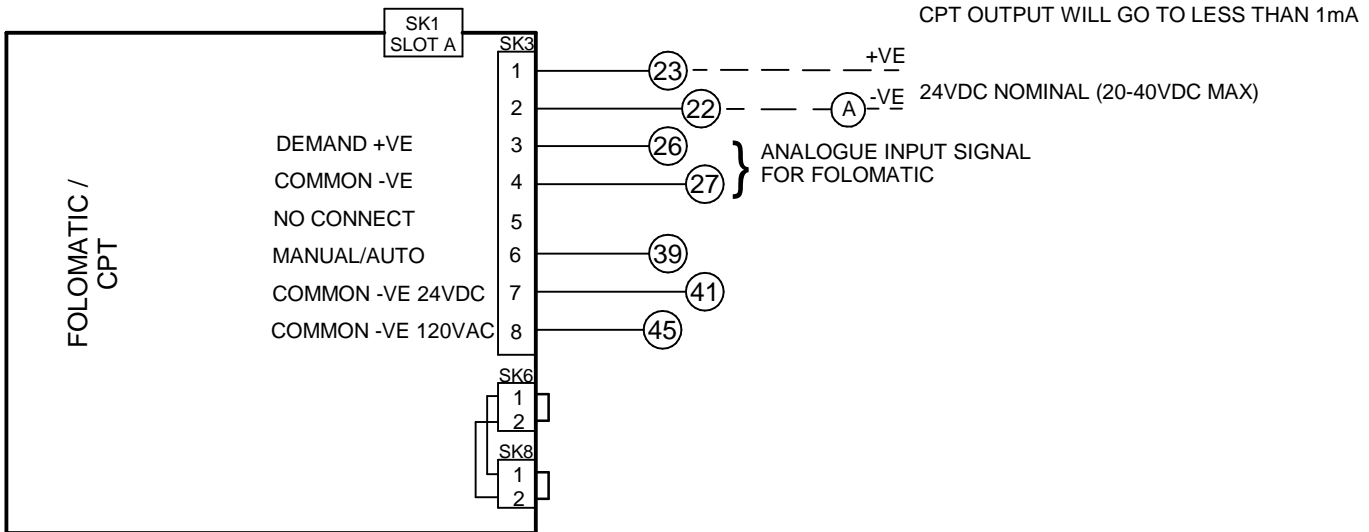 CPT OUTPUT WILL GO TO LESS THAN 1mA
SK1
SLOT A
SK3
1
23
+VE
2
22
A
-VE
24VDC NOMINAL (20-40VDC MAX)
DEMAND +VE
3
26
COMMON -VE
4
27
}
ANALOGUE INPUT SIGNAL
FOR FOLOMATIC
NO CONNECT
5
MANUAL/AUTO
6
39
COMMON -VE 24VDC
7
41
COMMON -VE 120VAC
8
45
FOLOMATIC /
CPT
SK6
1
2
SK8
1
2